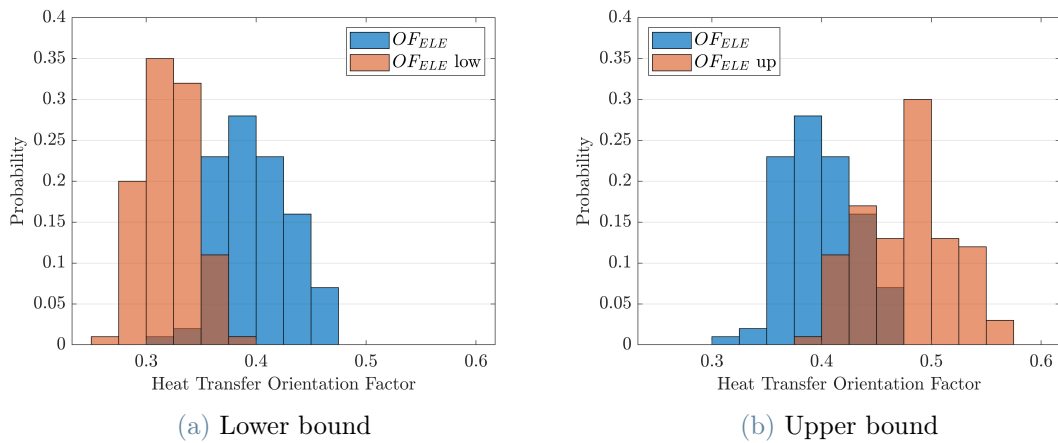 0.4
0.35
0.3
0.25
0.2
0.15
0.1
0.05
0
Probability
OF_ELE
OF_ELE low
0.3 0.4 0.5 0.6
Heat Transfer Orientation Factor
(a) Lower bound
0.4
0.35
0.3
0.25
0.2
0.15
0.1
0.05
0
Probability
OF_ELE
OF_ELE up
0.3 0.4 0.5 0.6
Heat Transfer Orientation Factor
(b) Upper bound